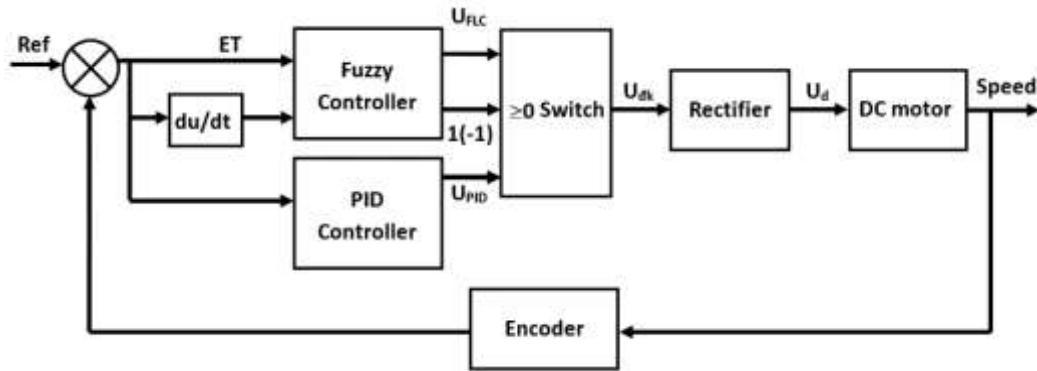 Ref
ET
du/dt
Fuzzy
Controller
U_FLC
1(-1)
U_PID
PID
Controller
≥0 Switch
U_dk
Rectifier
U_d
DC motor
Speed
Encoder